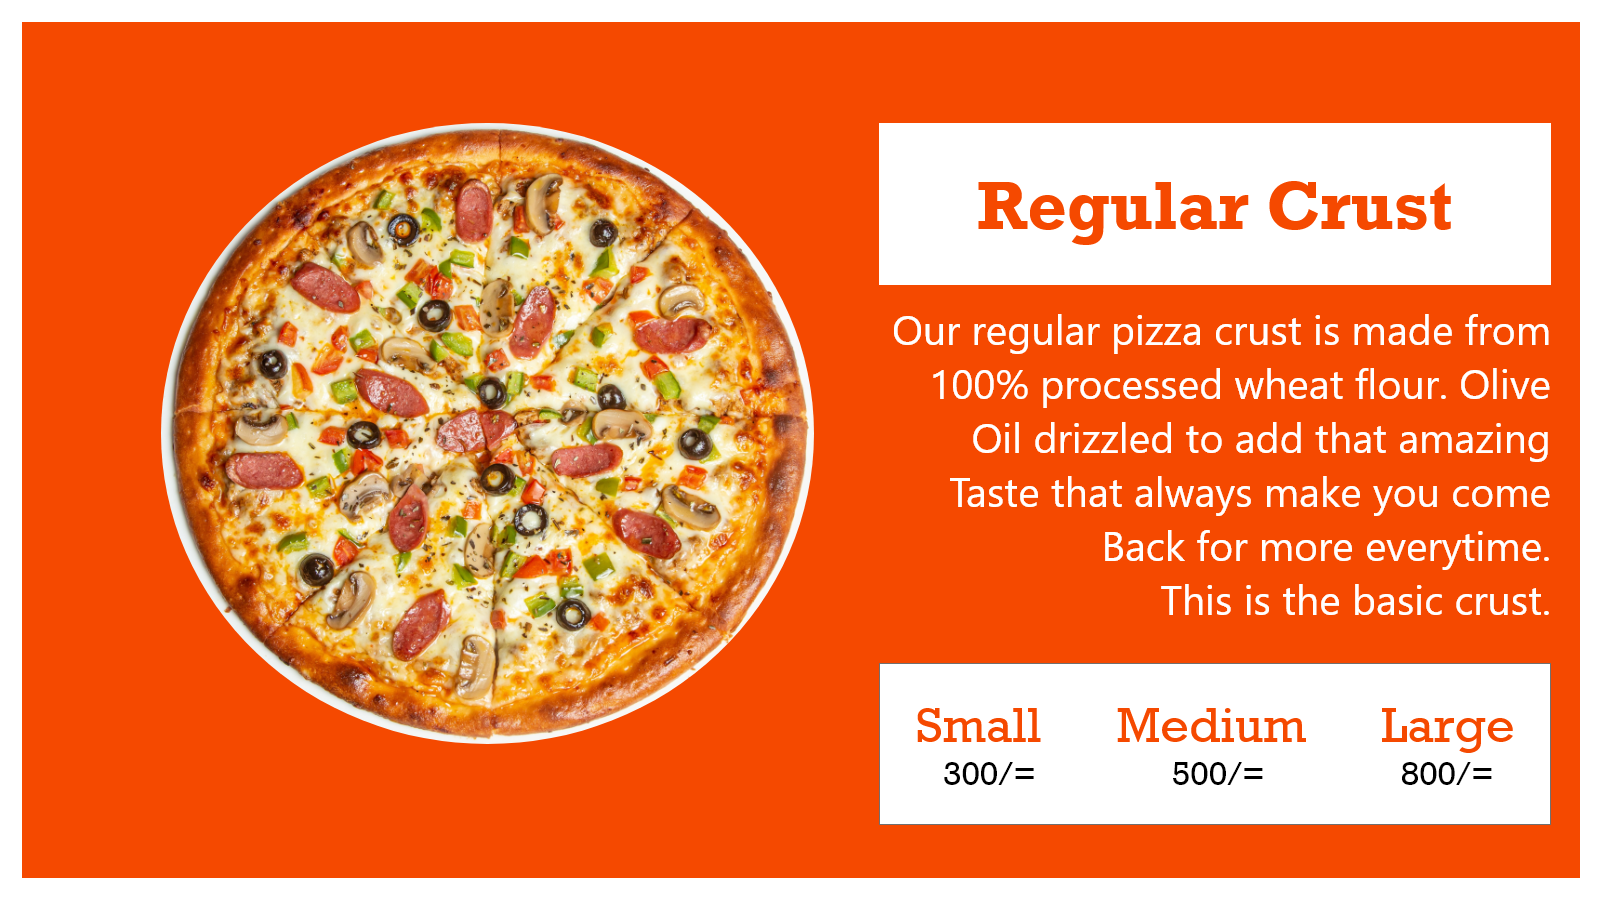 Regular Crust
Our regular pizza crust is made from
100% processed wheat flour. Olive
Oil drizzled to add that amazing
Taste that always make you come
Back for more everytime.
This is the basic crust.
Small Medium Large
300/= 500/= 800/=